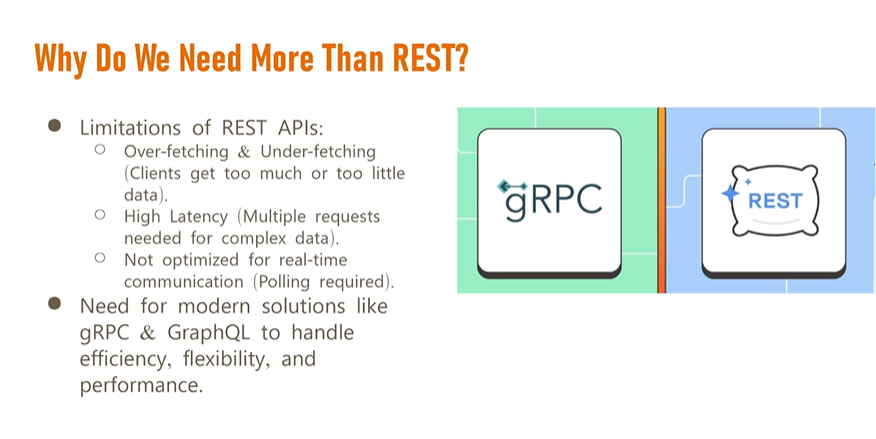 Why Do We Need More Than REST?
● Limitations of REST APIs:
○ Over-fetching & Under-fetching
(Clients get too much or too little
data).
○ High Latency (Multiple requests
needed for complex data).
○ Not optimized for real-time
communication (Polling required).
● Need for modern solutions like
gRPC & GraphQL to handle
efficiency, flexibility, and
performance.
gRPC
REST